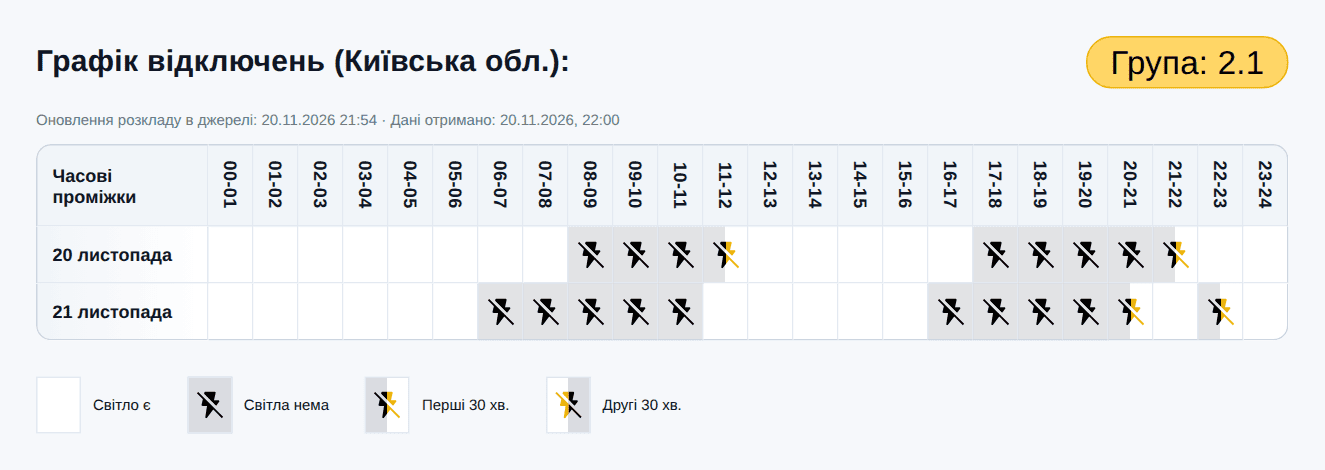 Графік відключень (Київська обл.):
Група: 2.1
Оновлення розкладу в джерелі: 20.11.2026 21:54 · Дані отримано: 20.11.2026, 22:00
Часові
проміжки
00-01 01-02 02-03 03-04 04-05 05-06 06-07 07-08 08-09 09-10 10-11 11-12 12-13 13-14 14-15 15-16 16-17 17-18 18-19 19-20 20-21 21-22 22-23 23-24
20 листопада
21 листопада
Світло є Світла нема Перші 30 хв. Другі 30 хв.